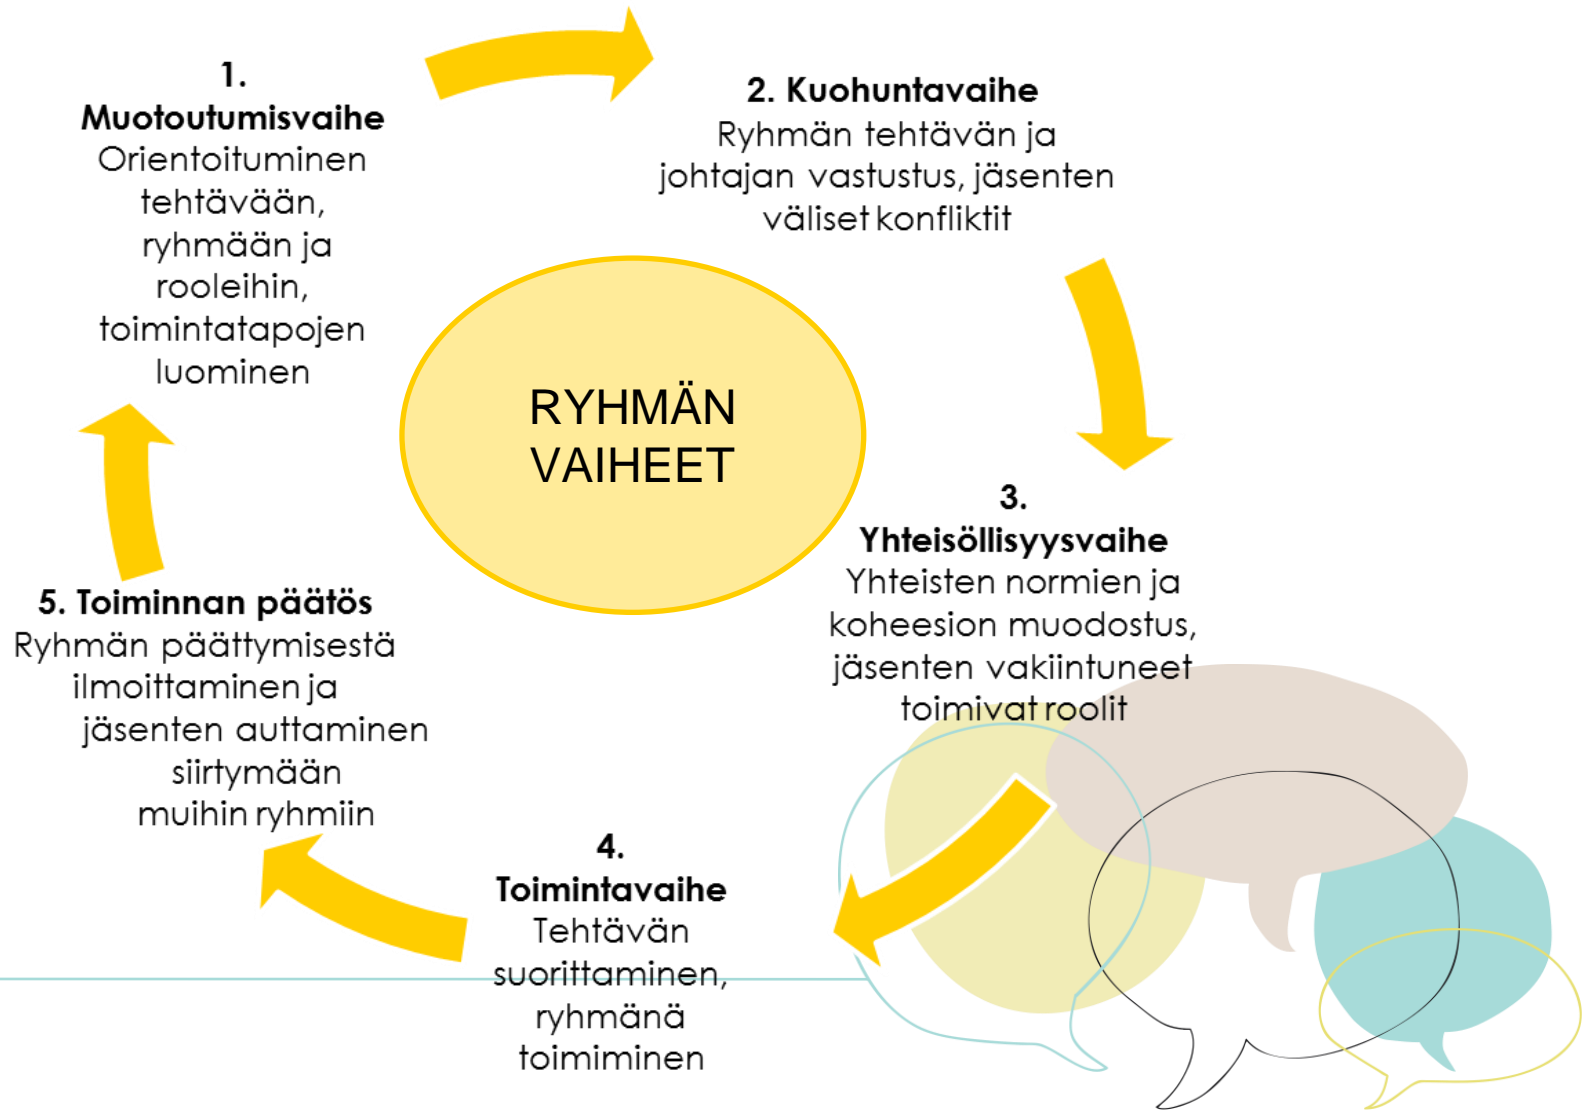 1.
Muotoutumisvaihe
Orientoituminen
tehtävään,
ryhmään ja
rooleihin,
toimintatapojen
luominen
2. Kuohuntavaihe
Ryhmän tehtävän ja
johtajan vastustus, jäsenten
väliset konfliktit
RYHMÄN
VAIHEET
3.
Yhteisöllisyysvaihe
Yhteisten normien ja
koheesion muodostus,
jäsenten vakiintuneet
toimivat roolit
4.
Toimintavaihe
Tehtävän
suorittaminen,
ryhmänä
toimiminen
5. Toiminnan päätös
Ryhmän päättymisestä
ilmoittaminen ja
jäsenten auttaminen
siirtymään
muihin ryhmiin